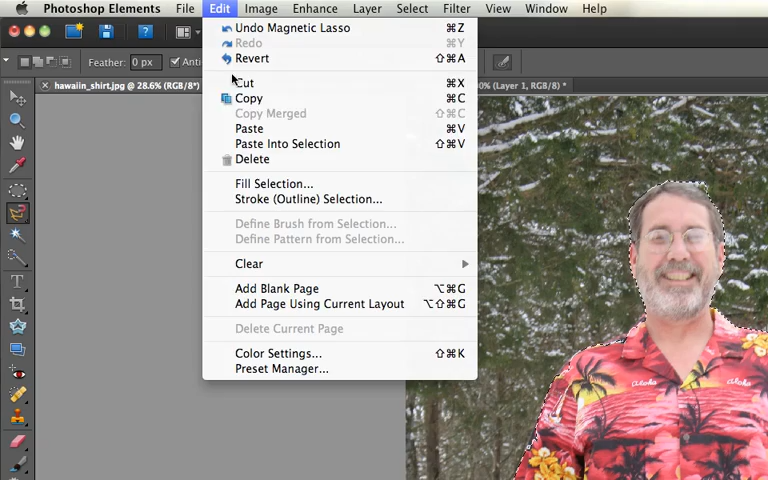 Photoshop Elements File Edit Image Enhance Layer Select Filter View Window Help
Feather: 0 px Anti
hawaiin_shirt.jpg @ 28.6% (RGB/8*) 0% (Layer 1, RGB/8*) *
Undo Magnetic Lasso ⌘Z
Redo ⌘Y
Revert ⇧⌘A
Cut ⌘X
Copy ⌘C
Copy Merged ⇧⌘C
Paste ⌘V
Paste Into Selection ⇧⌘V
Delete
Fill Selection...
Stroke (Outline) Selection...
Define Brush from Selection...
Define Pattern from Selection...
Clear
Add Blank Page ⌥⌘G
Add Page Using Current Layout ⌥⇧⌘G
Delete Current Page
Color Settings... ⇧⌘K
Preset Manager...
Aloha
Aloha